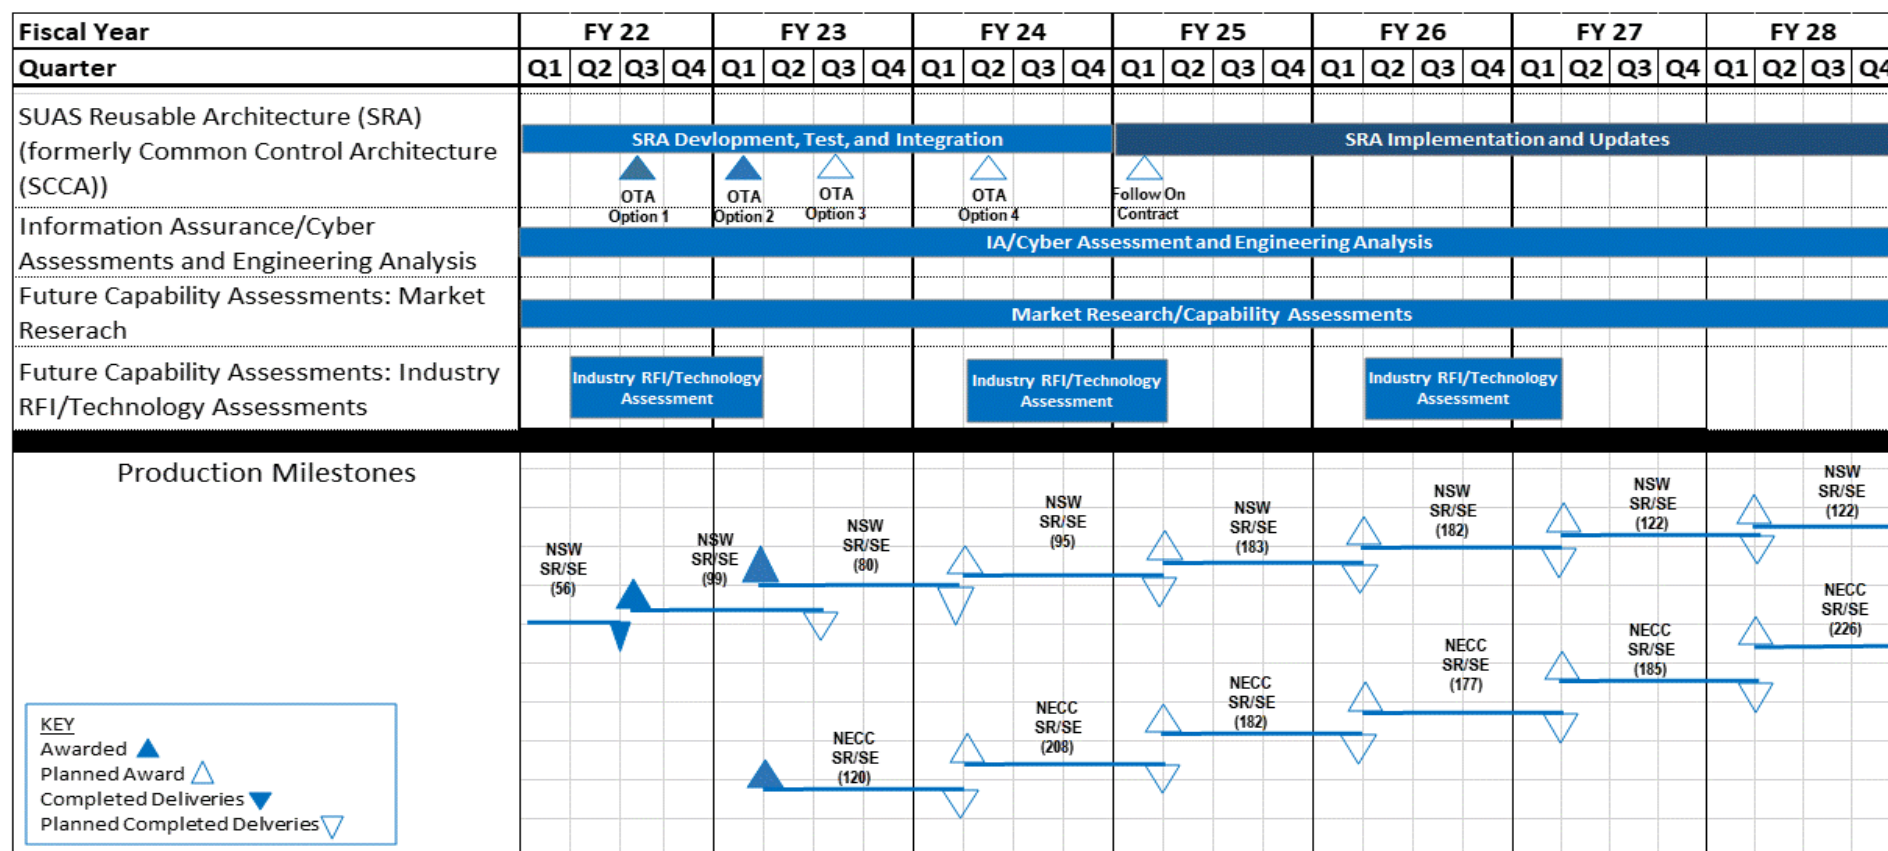 Fiscal Year FY 22 FY 23 FY 24 FY 25 FY 26 FY 27 FY 28
Quarter Q1 Q2 Q3 Q4 Q1 Q2 Q3 Q4 Q1 Q2 Q3 Q4 Q1 Q2 Q3 Q4 Q1 Q2 Q3 Q4 Q1 Q2 Q3 Q4 Q1 Q2 Q3 Q4
SUAS Reusable Architecture (SRA)
(formerly Common Control Architecture
(SCCA))
SRA Devlopment, Test, and Integration
SRA Implementation and Updates
OTA
Option 1
OTA
Option 2
OTA
Option 3
OTA
Option 4
Follow On
Contract
Information Assurance/Cyber
Assessments and Engineering Analysis
IA/Cyber Assessment and Engineering Analysis
Future Capability Assessments: Market
Reserach
Market Research/Capability Assessments
Future Capability Assessments: Industry
RFI/Technology Assessments
Industry RFI/Technology
Assessment
Industry RFI/Technology
Assessment
Industry RFI/Technology
Assessment
Production Milestones
NSW
SR/SE
(56)
NSW
SR/SE
(99)
NSW
SR/SE
(80)
NSW
SR/SE
(95)
NSW
SR/SE
(183)
NSW
SR/SE
(182)
NSW
SR/SE
(122)
NSW
SR/SE
(122)
NECC
SR/SE
(120)
NECC
SR/SE
(208)
NECC
SR/SE
(182)
NECC
SR/SE
(177)
NECC
SR/SE
(185)
NECC
SR/SE
(226)
KEY
Awarded
Planned Award
Completed Deliveries
Planned Completed Delveries